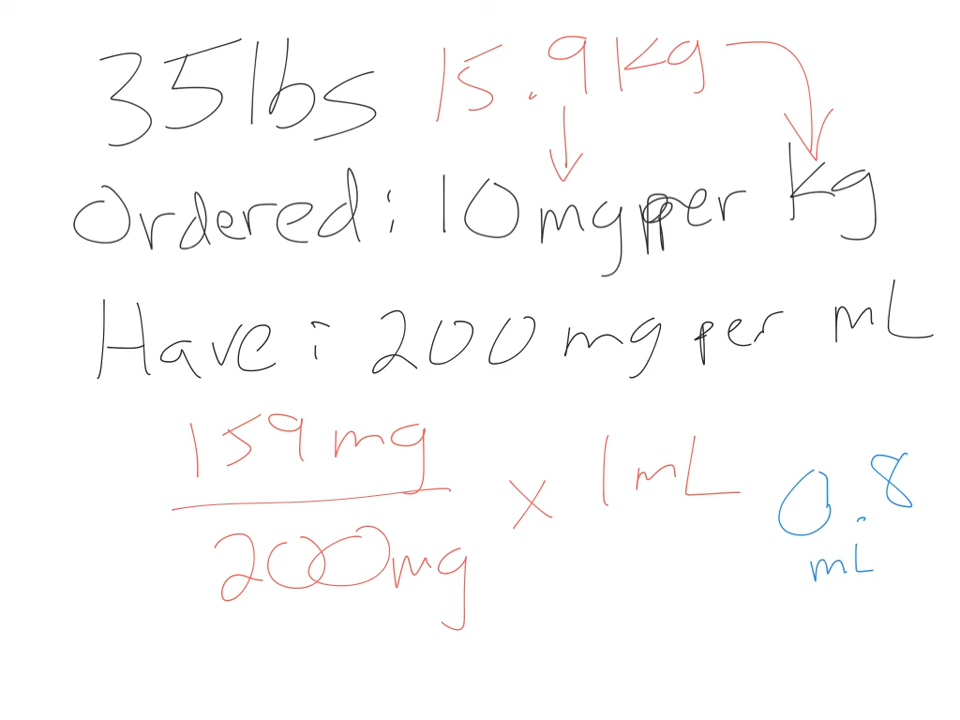 35lbs 15.9kg
Ordered: 10mg per kg
Have: 200mg per mL
159mg
200mg
x 1mL
0.8
mL